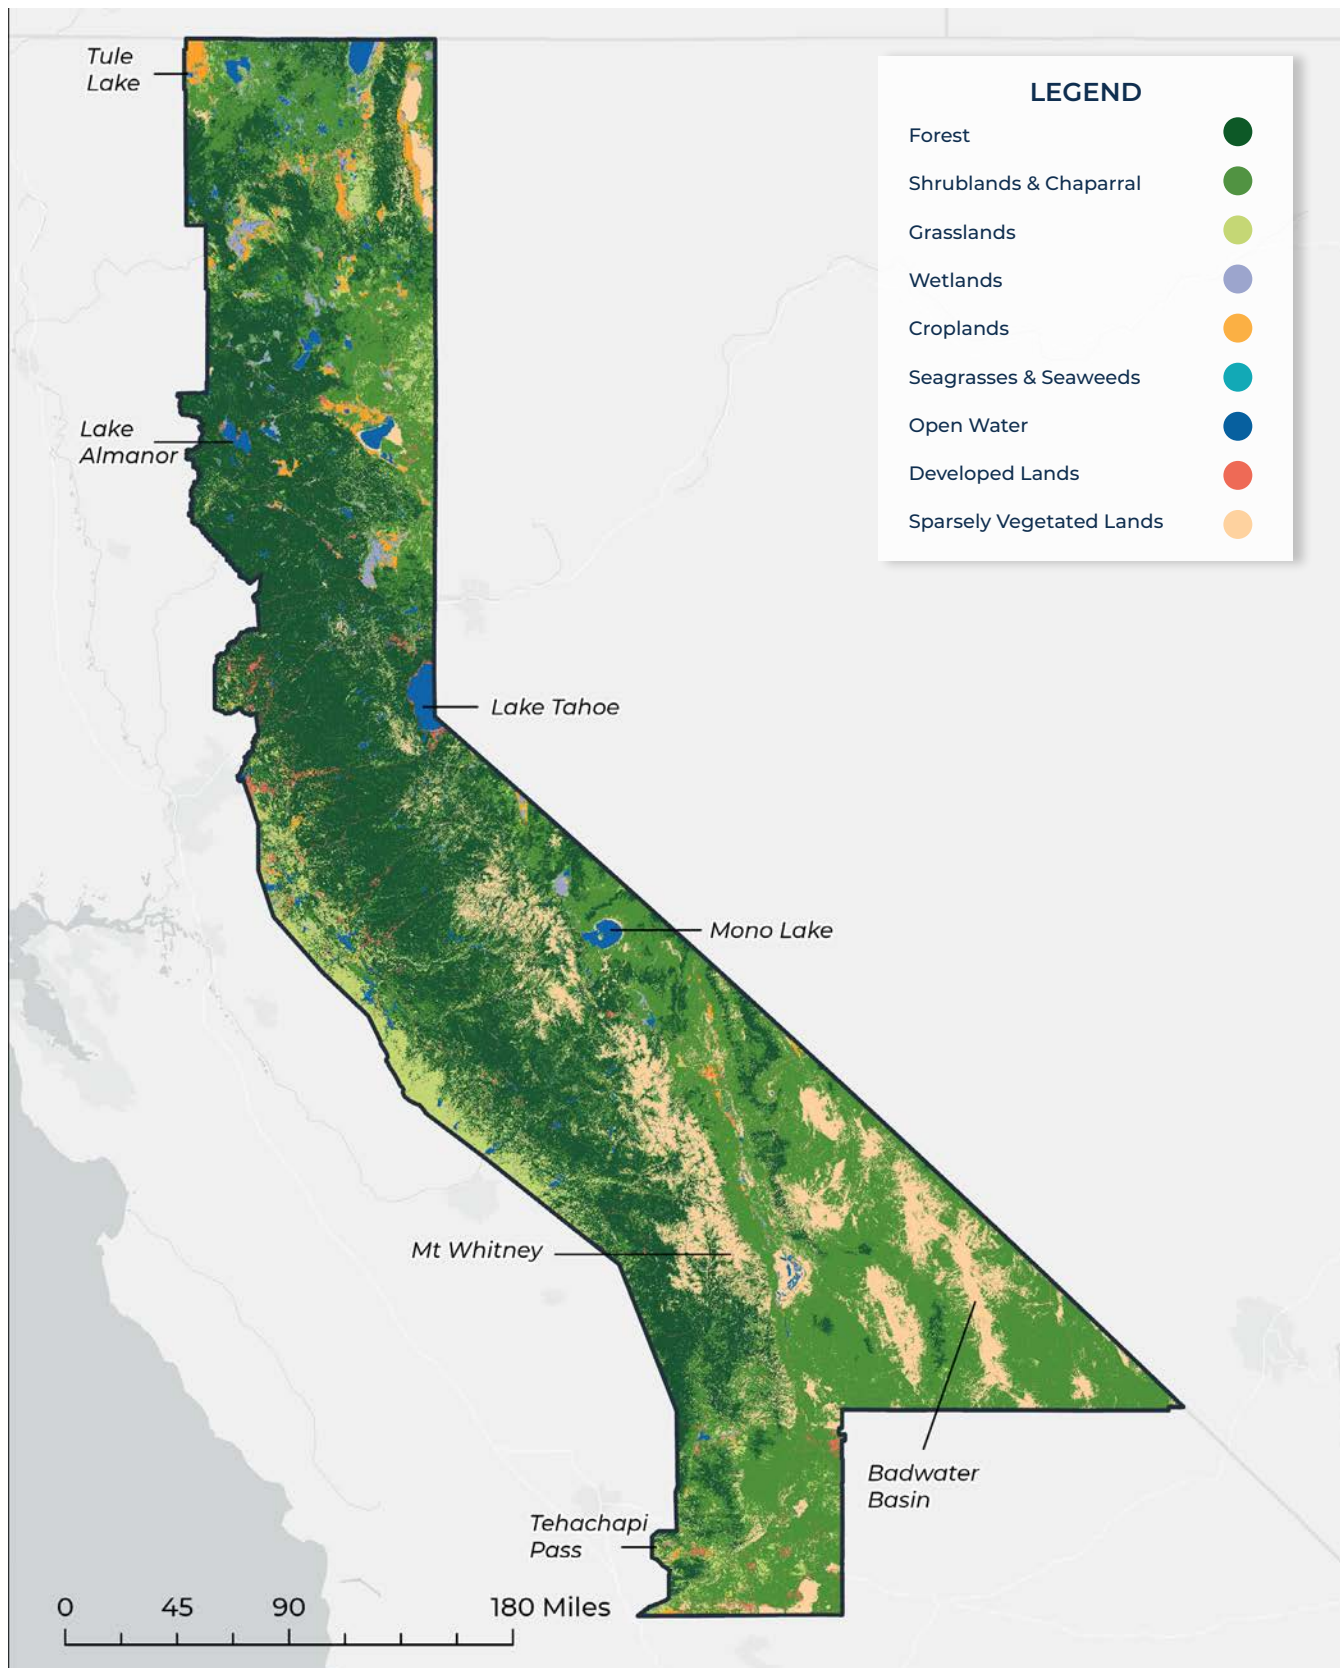 Tule
Lake
LEGEND
Forest
Shrublands & Chaparral
Grasslands
Wetlands
Croplands
Seagrasses & Seaweeds
Open Water
Developed Lands
Sparsely Vegetated Lands
Lake
Almanor
Lake Tahoe
Mono Lake
Mt Whitney
Badwater
Basin
Tehachapi
Pass
0 45 90 180 Miles